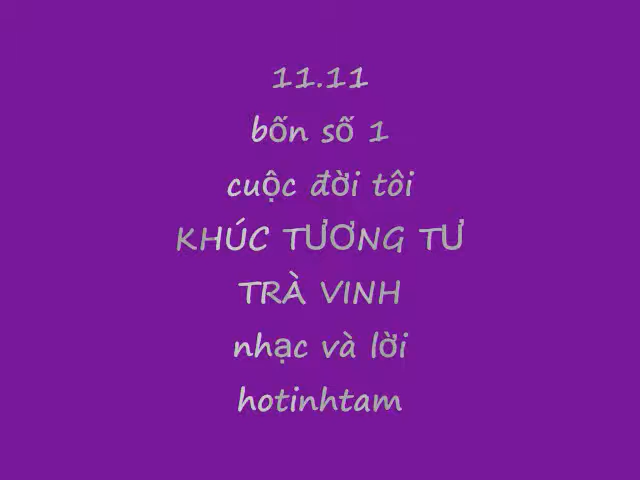 11.11
bốn số 1
cuộc đời tôi
KHÚC TƯƠNG TƯ
TRÀ VINH
nhạc và lời
hotinhtam